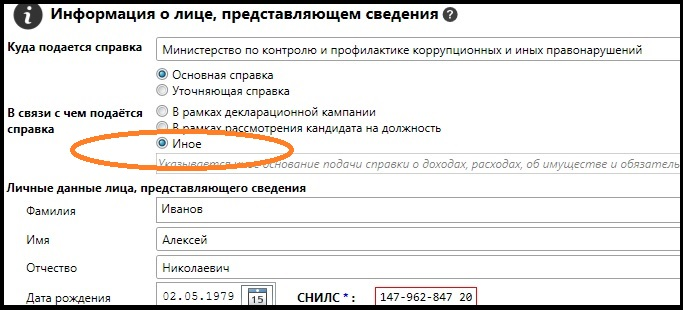 Информация о лице, представляющем сведения ?
Куда подается справка Министерство по контролю и профилактике коррупционных и иных правонарушений
Основная справка
Уточняющая справка
В связи с чем подаётся справка
В рамках декларационной кампании
В рамках рассмотрения кандидата на должность
Иное
Указывается иное основание подачи справки о доходах, расходах, об имуществе и обязатель
Личные данные лица, представляющего сведения
Фамилия Иванов
Имя Алексей
Отчество Николаевич
Дата рождения 02.05.1979 15 СНИЛС * : 147-962-847 20